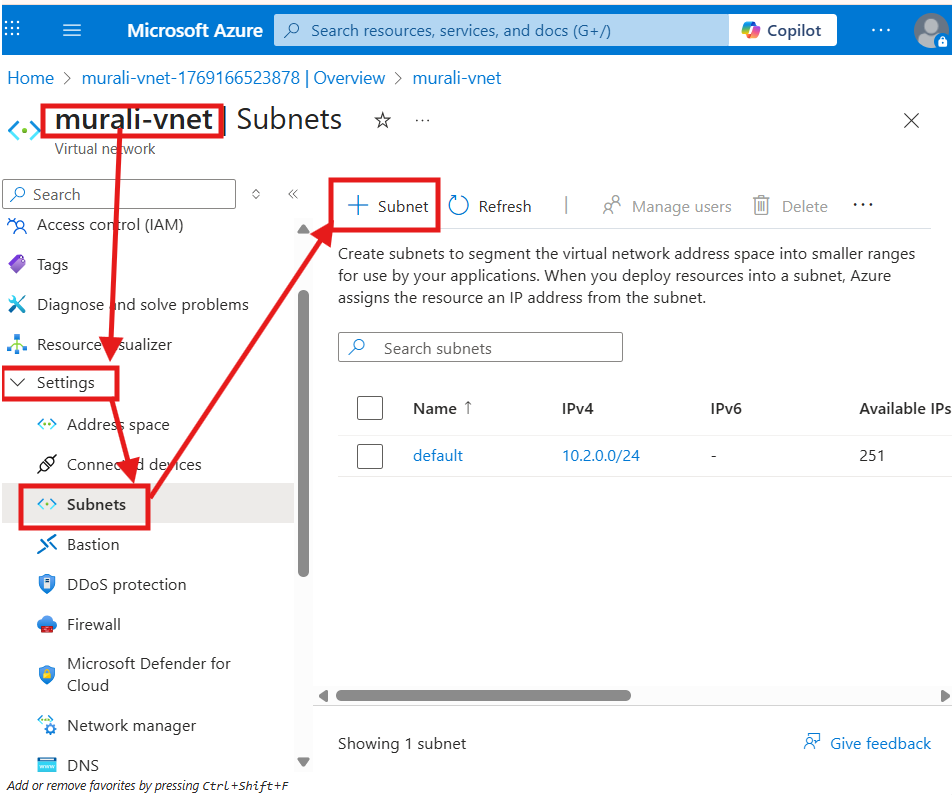 Microsoft Azure
Search resources, services, and docs (G+/)
Copilot
...
Home > murali-vnet-1769166523878 | Overview > murali-vnet
murali-vnet | Subnets
...
Virtual network
Search
Access control (IAM)
Tags
Diagnose and solve problems
Resource visualizer
Settings
Address space
Connected devices
Subnets
Bastion
DDoS protection
Firewall
Microsoft Defender for
Cloud
Network manager
DNS
Add or remove favorites by pressing Ctrl+Shift+F
+ Subnet
Refresh
|
Manage users
Delete
...
Create subnets to segment the virtual network address space into smaller ranges
for use by your applications. When you deploy resources into a subnet, Azure
assigns the resource an IP address from the subnet.
Search subnets
Name ↑ IPv4 IPv6 Available IPs
default 10.2.0.0/24 - 251
Showing 1 subnet
Give feedback